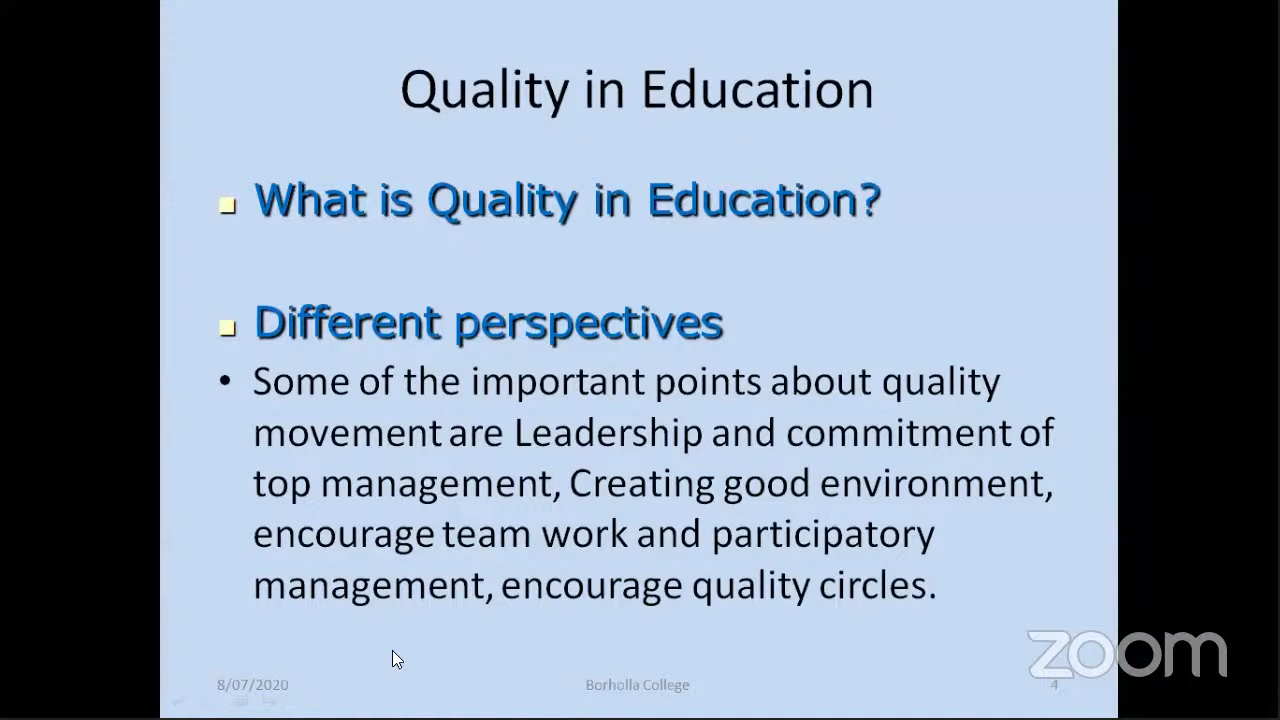 Quality in Education
What is Quality in Education?
Different perspectives
• Some of the important points about quality
movement are Leadership and commitment of
top management, Creating good environment,
encourage team work and participatory
management, encourage quality circles.
zoom
8/07/2020
Borholla College
4